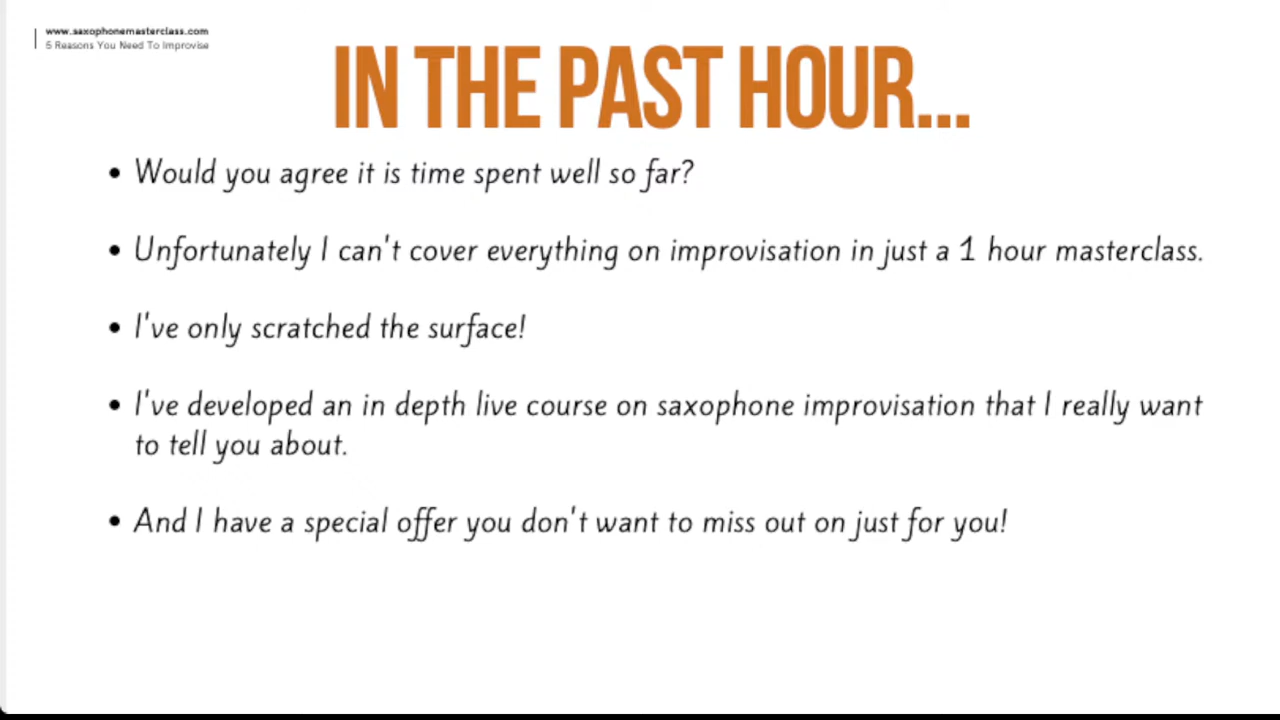 www.saxophonemasterclass.com
5 Reasons You Need To Improvise
IN THE PAST HOUR...
• Would you agree it is time spent well so far?
• Unfortunately I can't cover everything on improvisation in just a 1 hour masterclass.
• I've only scratched the surface!
• I've developed an in depth live course on saxophone improvisation that I really want
to tell you about.
• And I have a special offer you don't want to miss out on just for you!